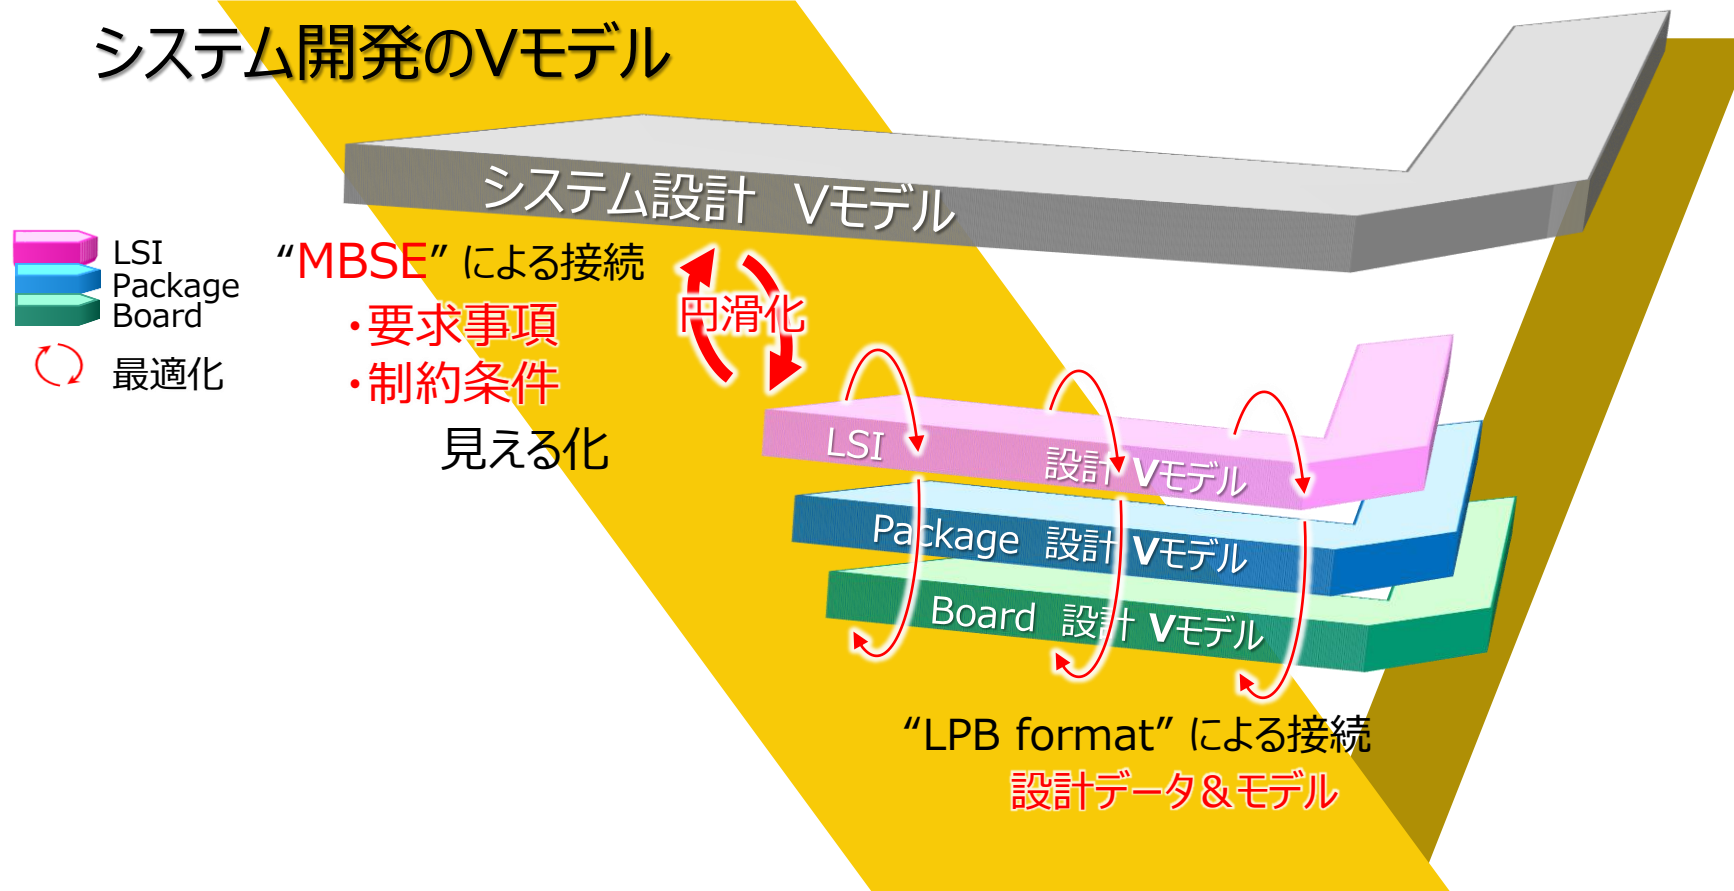 システム開発のVモデル
システム設計　Vモデル
LSI
Package
Board
最適化
“MBSE” による接続
・要求事項
・制約条件
見える化
円滑化
LSI　設計 Vモデル
Package　設計 Vモデル
Board　設計 Vモデル
“LPB format” による接続
設計データ＆モデル